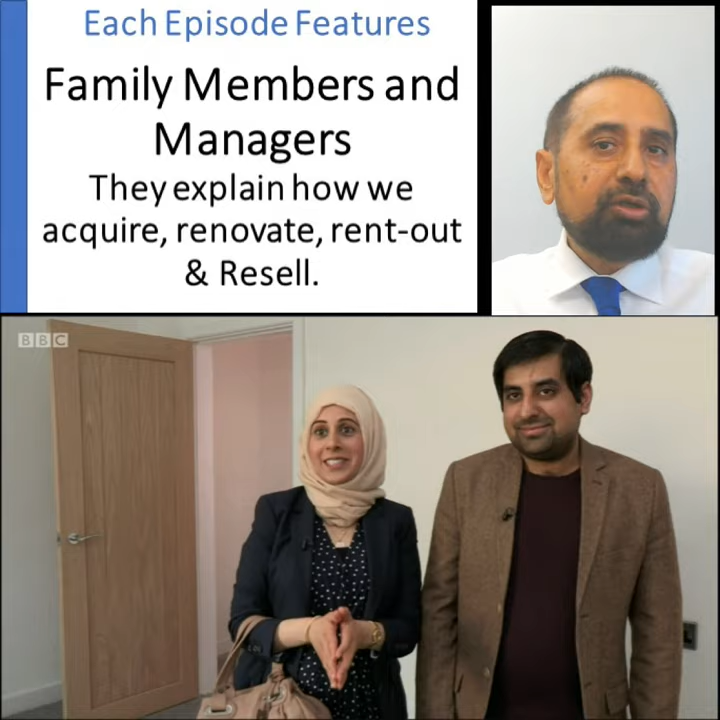 Each Episode Features
Family Members and
Managers
They explain how we
acquire, renovate, rent-out
& Resell.
BBC